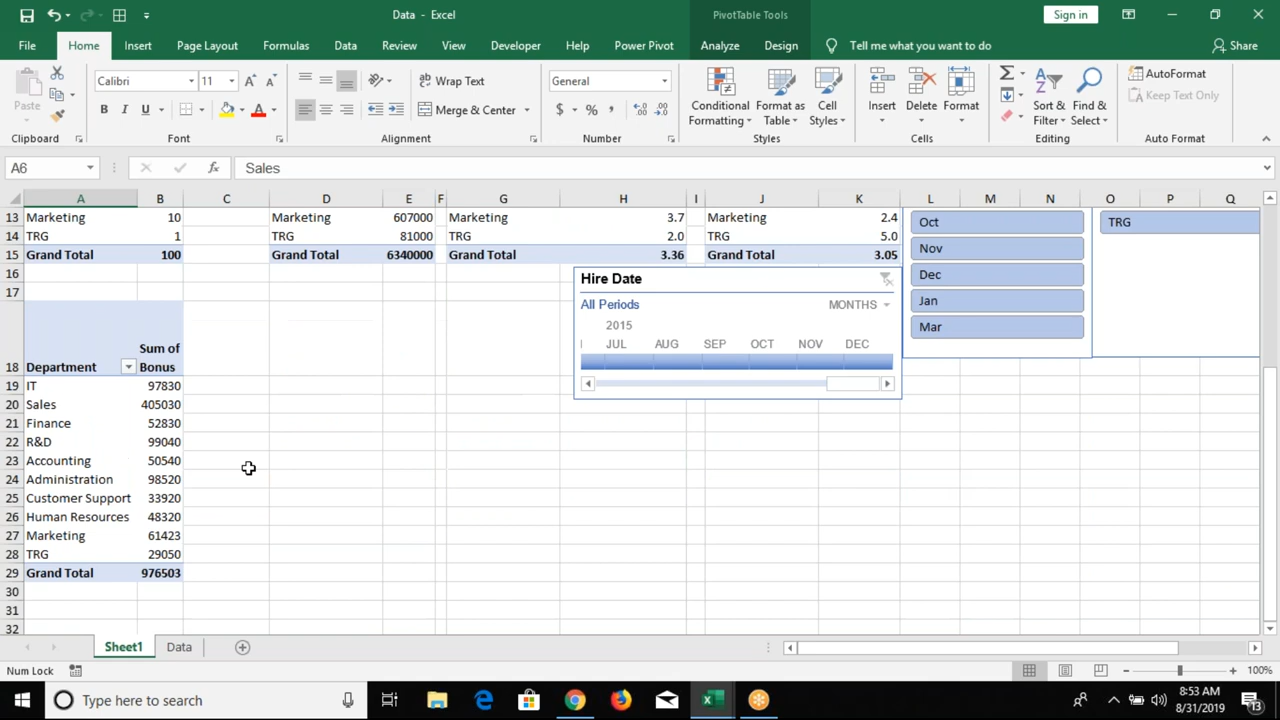 Data - Excel
PivotTable Tools
Sign in
File Home Insert Page Layout Formulas Data Review View Developer Help Power Pivot Analyze Design Tell me what you want to do Share
Paste
Calibri 11
B I U
Wrap Text
Merge & Center
General
$ % ,
Conditional Formatting
Format as Table
Cell Styles
Insert
Delete
Format
Sort & Filter
Find & Select
AutoFormat
Keep Text Only
Clipboard Font Alignment Number Styles Cells Editing Auto Format
A6 fx Sales
A B C D E F G H I J K L M N O P Q
13 Marketing 10 Marketing 607000 Marketing 3.7 Marketing 2.4
14 TRG 1 TRG 81000 TRG 2.0 TRG 5.0
15 Grand Total 100 Grand Total 6340000 Grand Total 3.36 Grand Total 3.05
16
17
Oct
Nov
Dec
Jan
Mar
TRG
Hire Date
All Periods MONTHS
2015
JUL AUG SEP OCT NOV DEC
18 Department Sum of Bonus
19 IT 97830
20 Sales 405030
21 Finance 52830
22 R&D 99040
23 Accounting 50540
24 Administration 98520
25 Customer Support 33920
26 Human Resources 48320
27 Marketing 61423
28 TRG 29050
29 Grand Total 976503
30
31
32
Sheet1 Data
Num Lock
100%
Type here to search
8:53 AM
8/31/2019
13